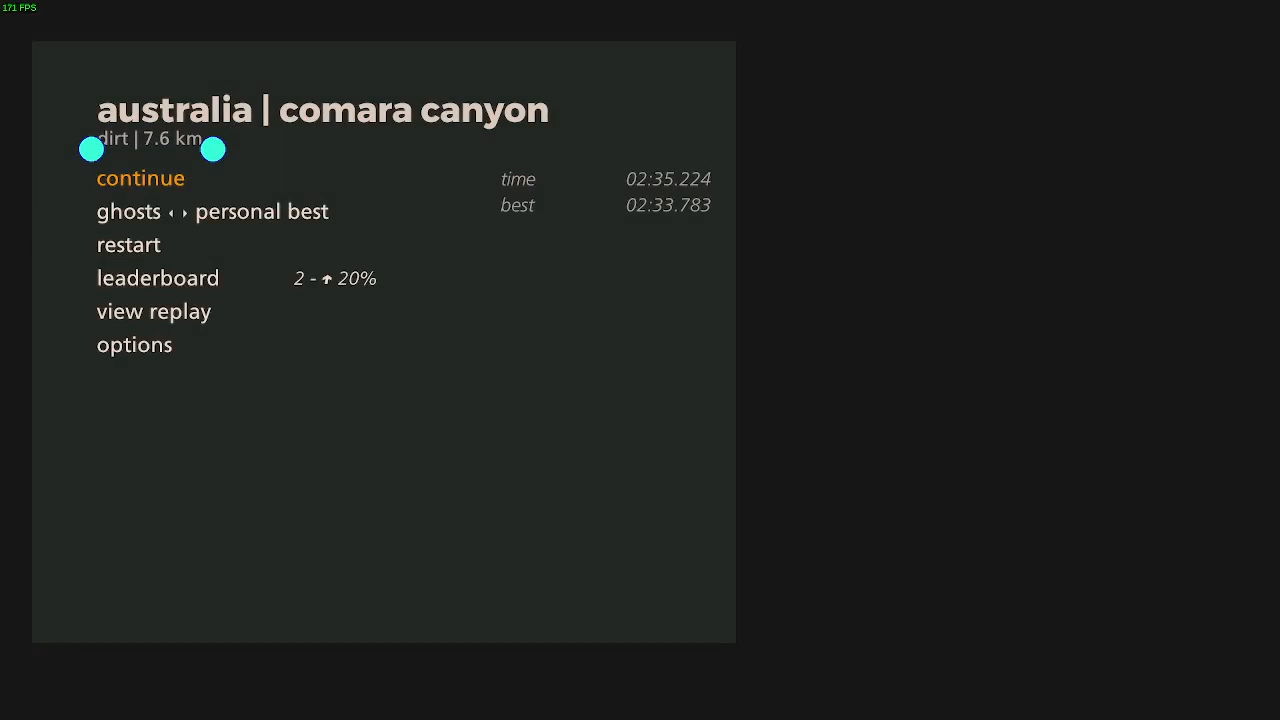 171 FPS
australia | comara canyon
dirt | 7.6 km
continue
time 02:35.224
ghosts ‹ › personal best
best 02:33.783
restart
leaderboard 2 - ↑ 20%
view replay
options